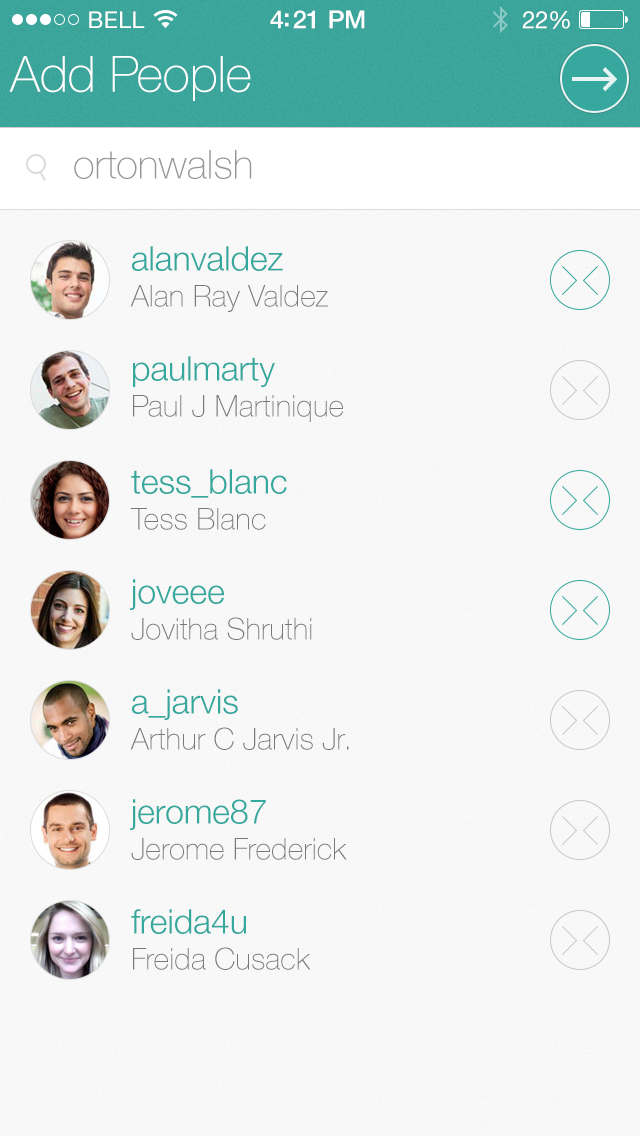 BELL 4:21 PM 22%
Add People
ortonwalsh
alanvaldez
Alan Ray Valdez
paulmarty
Paul J Martinique
tess_blanc
Tess Blanc
joveee
Jovitha Shruthi
a_jarvis
Arthur C Jarvis Jr.
jerome87
Jerome Frederick
freida4u
Freida Cusack